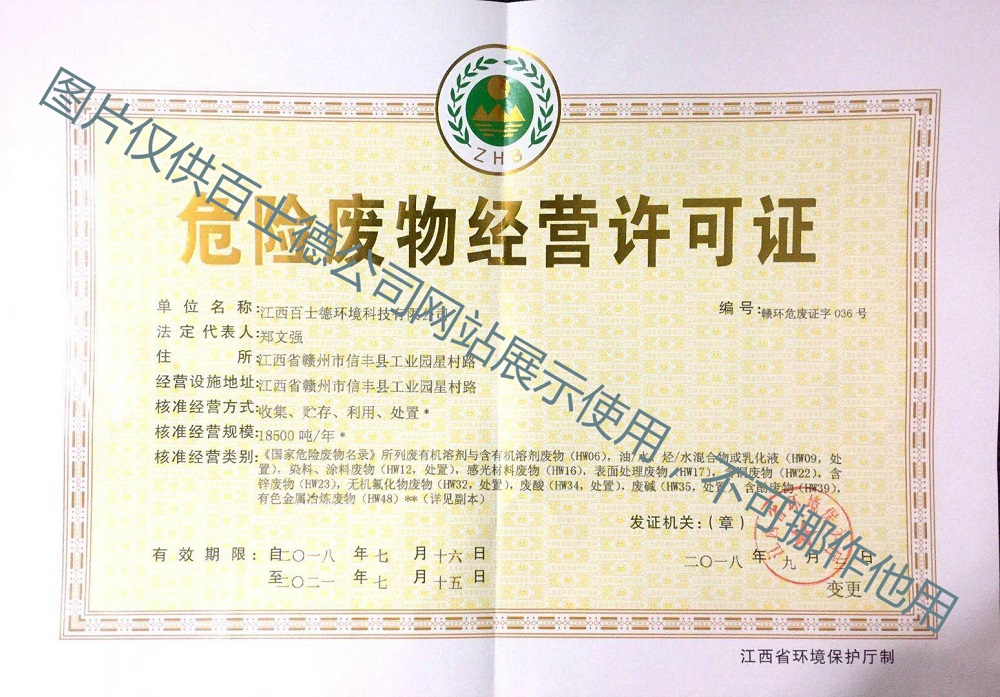 ZHB
危险废物经营许可证
单位名称:江西百士德环境科技有限公司
编号:赣环危废证字036号
法定代表人:郑文强
住所:江西省赣州市信丰县工业园星村路
经营设施地址:江西省赣州市信丰县工业园星村路
核准经营方式:收集、贮存、利用、处置*
核准经营规模:18500吨/年*
核准经营类别:《国家危险废物名录》所列废有机溶剂与含有机溶剂废物(HW06),油/水、烃/水混合物或乳化液(HW09,处
置),染料、涂料废物(HW12,处置),感光材料废物(HW16),表面处理废物(HW17),含铜废物(HW22),含
锌废物(HW23),无机氟化物废物(HW32,处置),废酸(HW34,处置),废碱(HW35,处置),含酚废物(HW39),
有色金属冶炼废物(HW48)**(详见副本)
发证机关:(章)
有效期限:自二〇一八年七月十六日
至二〇二一年七月十五日
二〇一八年九月 日
变更
江西省环境保护厅制
图片仅供百士德公司网站展示使用,不可挪作他用